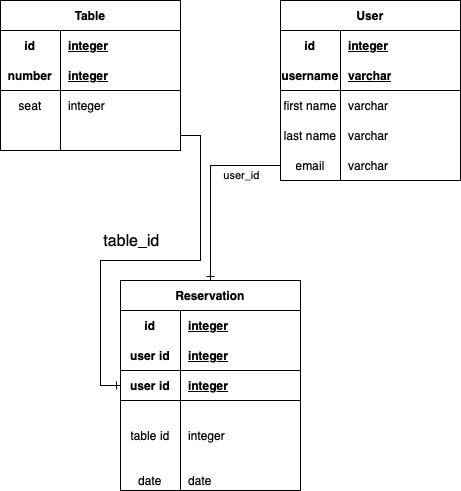 Table
id integer
number integer
seat integer
User
id integer
username varchar
first name varchar
last name varchar
email varchar
user_id
table_id
Reservation
id integer
user id integer
user id integer
table id integer
date date